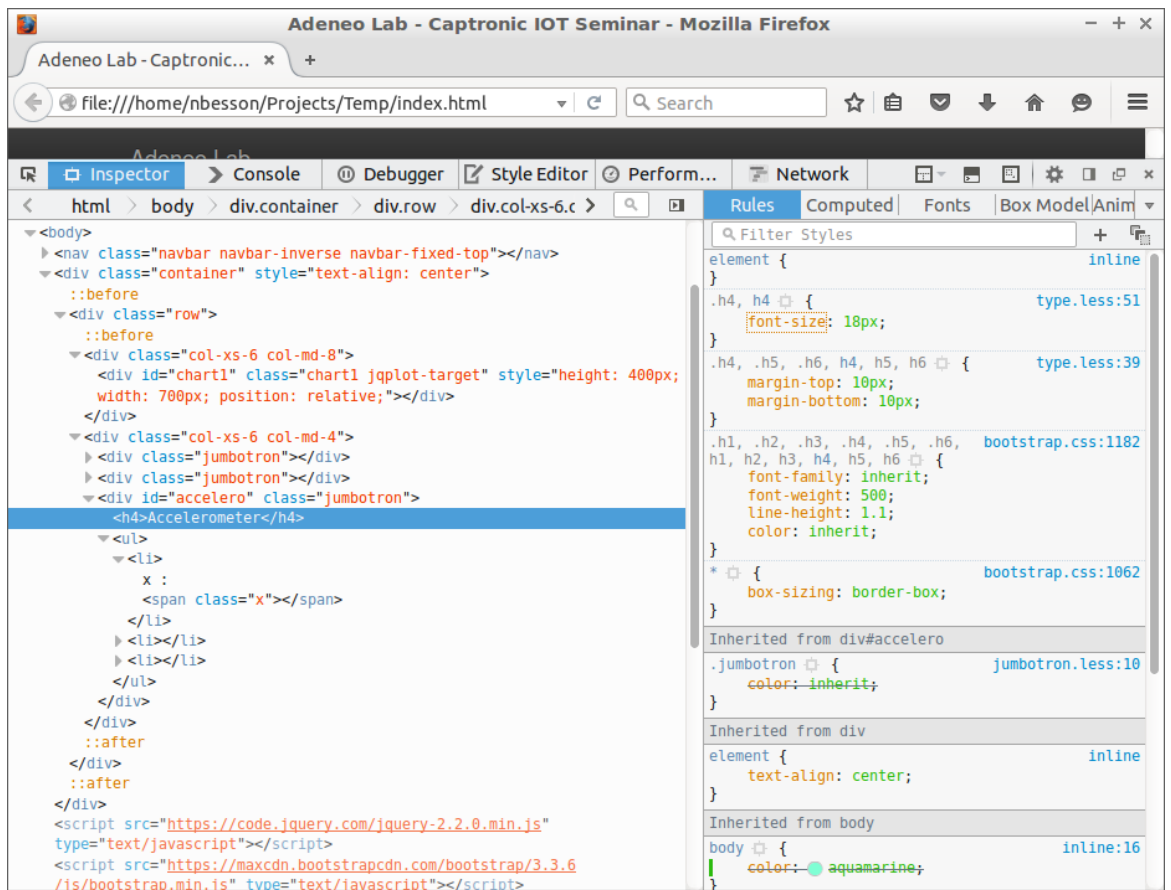 Adeneo Lab - Captronic IOT Seminar - Mozilla Firefox
Adeneo Lab - Captronic...
file:///home/nbesson/Projects/Temp/index.html
Search
Adeneo Lab
Inspector
Console
Debugger
Style Editor
Perform...
Network
html
body
div.container
div.row
div.col-xs-6.c
Rules
Computed
Fonts
Box Model
Anim
<body>
<nav class="navbar navbar-inverse navbar-fixed-top"></nav>
<div class="container" style="text-align: center">
::before
<div class="row">
::before
<div class="col-xs-6 col-md-8">
<div id="chart1" class="chart1 jqplot-target" style="height: 400px;
width: 700px; position: relative;"></div>
</div>
<div class="col-xs-6 col-md-4">
<div class="jumbotron"></div>
<div class="jumbotron"></div>
<div id="accelero" class="jumbotron">
<h4>Accelerometer</h4>
<ul>
<li>
x :
<span class="x"></span>
</li>
<li></li>
<li></li>
</ul>
</div>
</div>
::after
</div>
::after
</div>
<script src="https://code.jquery.com/jquery-2.2.0.min.js"
type="text/javascript"></script>
<script src="https://maxcdn.bootstrapcdn.com/bootstrap/3.3.6
/js/bootstrap.min.js" type="text/javascript"></script>
Filter Styles
element { inline
}
.h4, h4 { type.less:51
font-size: 18px;
}
.h4, .h5, .h6, h4, h5, h6 { type.less:39
margin-top: 10px;
margin-bottom: 10px;
}
.h1, .h2, .h3, .h4, .h5, .h6, bootstrap.css:1182
h1, h2, h3, h4, h5, h6 {
font-family: inherit;
font-weight: 500;
line-height: 1.1;
color: inherit;
}
* { bootstrap.css:1062
box-sizing: border-box;
}
Inherited from div#accelero
.jumbotron { jumbotron.less:10
color: inherit;
}
Inherited from div
element { inline
text-align: center;
}
Inherited from body
body { inline:16
color: aquamarine;
}